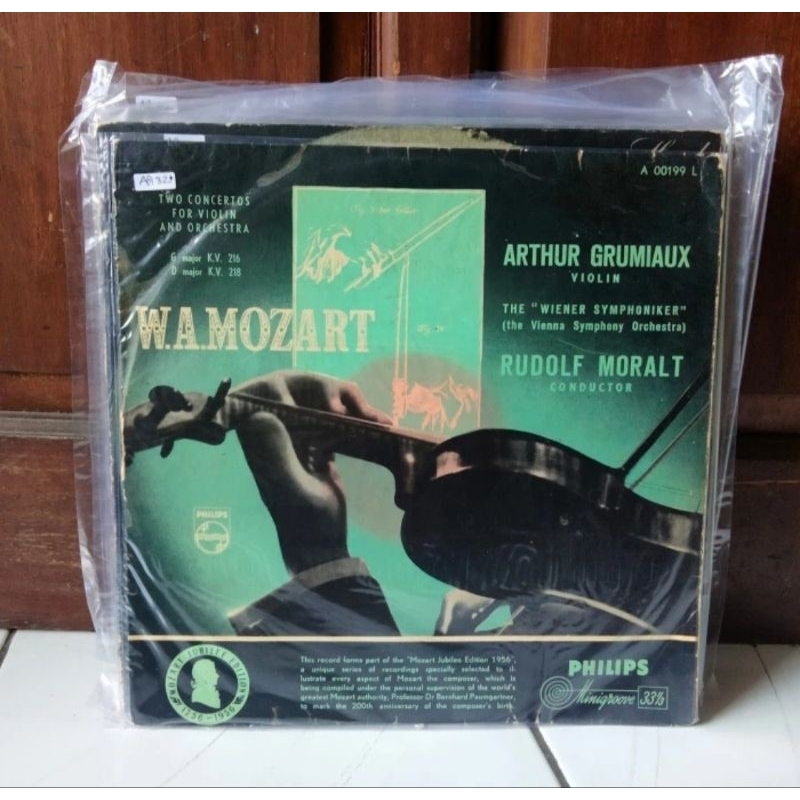 A 00199 L
TWO CONCERTOS
FOR VIOLIN
AND ORCHESTRA
G major K.V. 216
D major K.V. 218
W.A.MOZART
ARTHUR GRUMIAUX
VIOLIN
THE "WIENER SYMPHONIKER"
(the Vienna Symphony Orchestra)
RUDOLF MORALT
CONDUCTOR
PHILIPS
MOZART JUBILEE EDITION
1756-1956
This record forms part of the "Mozart Jubilee Edition 1956",
a unique series of recordings specially selected to il-
lustrate every aspect of Mozart the composer, which is
being compiled under the personal supervision of the world's
greatest Mozart authority, Professor Dr Bernhard Paumgartner,
to mark the 200th anniversary of the composer's birth.
PHILIPS
Minigroove 33⅓